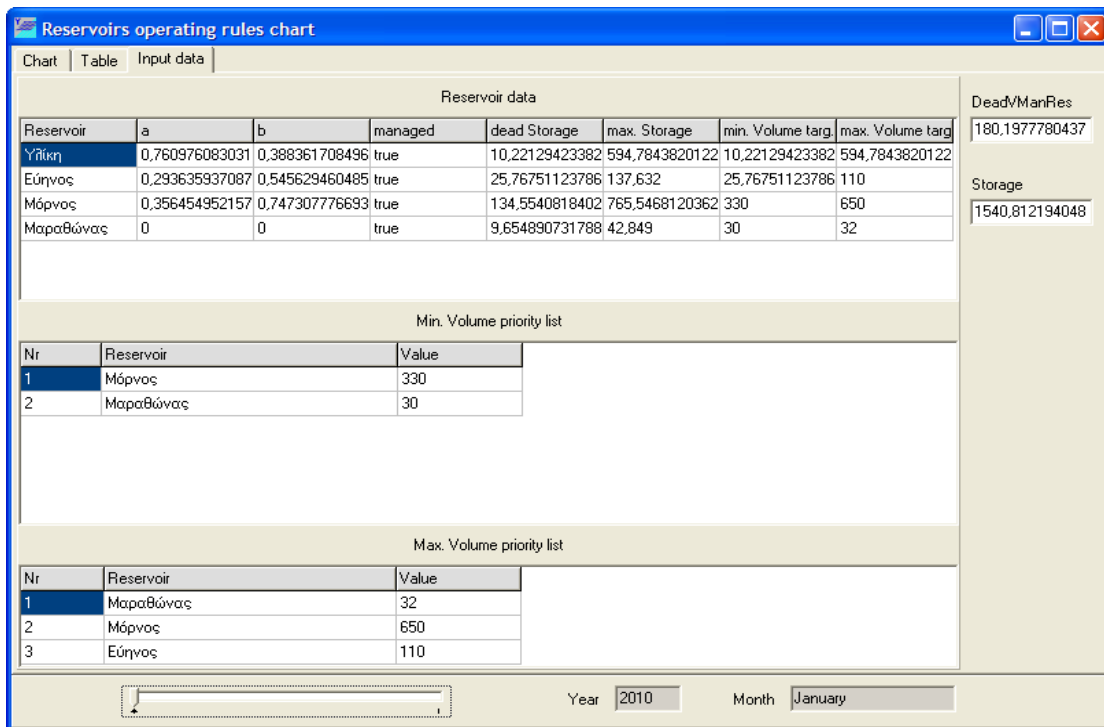 Reservoirs operating rules chart
Chart Table Input data
Reservoir data
Reservoir a b managed dead Storage max. Storage min. Volume targ. max. Volume targ
Υλίκη 0,760976083031 0,388361708496 true 10,22129423382 594,7843820122 10,22129423382 594,7843820122
Εύηνος 0,293635937087 0,545629460485 true 25,76751123786 137,632 25,76751123786 110
Μόρνος 0,356454952157 0,747307776693 true 134,5540818402 765,5468120362 330 650
Μαραθώνας 0 0 true 9,654890731788 42,849 30 32
DeadVManRes
180,1977780437
Storage
1540,812194048
Min. Volume priority list
Nr Reservoir Value
1 Μόρνος 330
2 Μαραθώνας 30
Max. Volume priority list
Nr Reservoir Value
1 Μαραθώνας 32
2 Μόρνος 650
3 Εύηνος 110
Year 2010 Month January